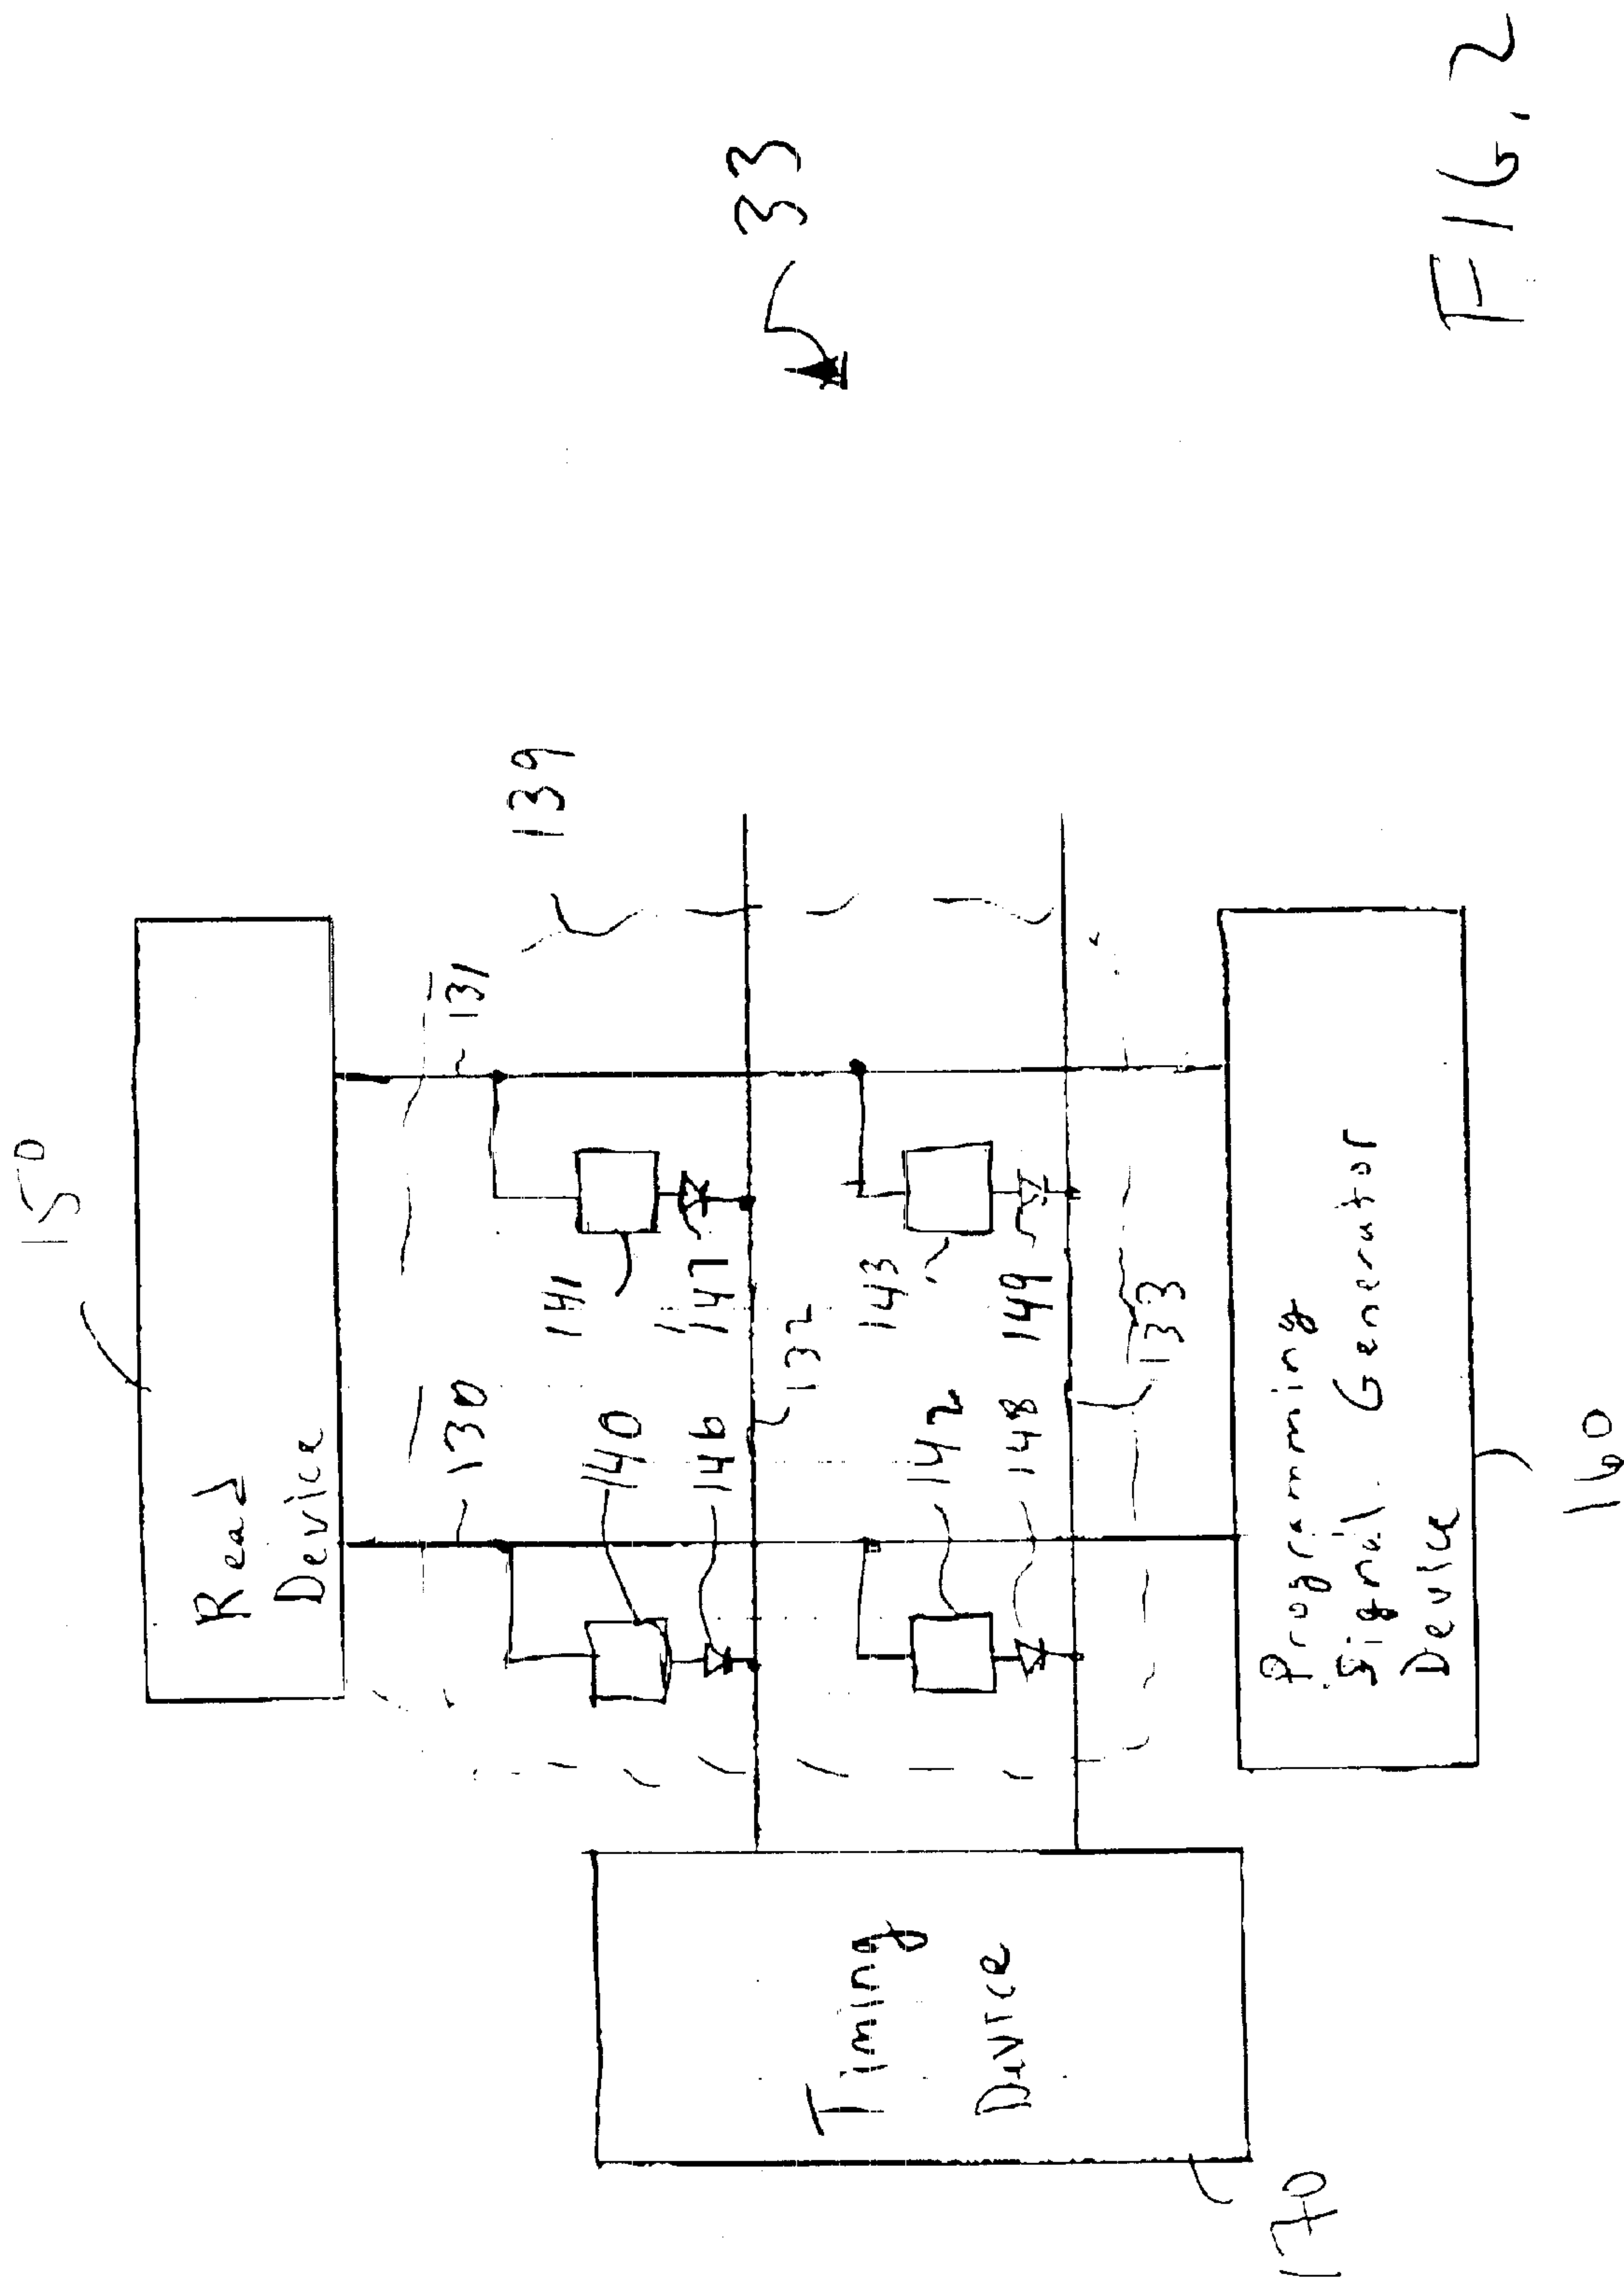 150
Read
Device
139
131
130
141
140
147
146
132
33
143
142
149
148
133
Timing
Device
170
Programming
Signal Generator
Device
160
FIG. 2